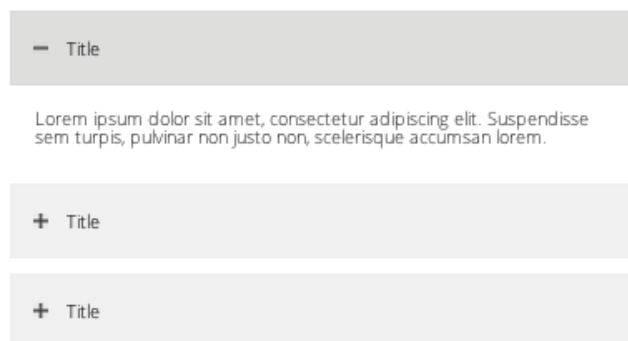 Title
Lorem ipsum dolor sit amet, consectetur adipiscing elit. Suspendisse
sem turpis, pulvinar non justo non, scelerisque accumsan lorem.
Title
Title